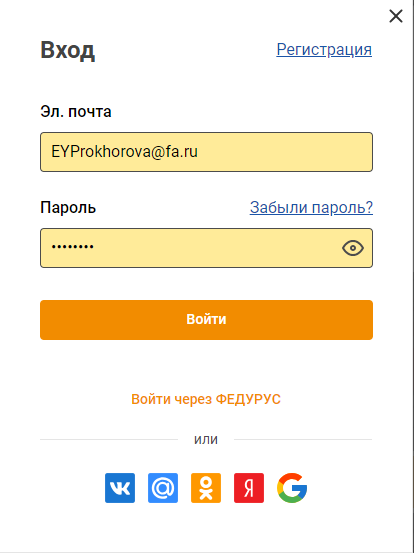 Вход
Регистрация
Эл. почта
EYProkhorova@fa.ru
Пароль
Забыли пароль?
••••••••
Войти
Войти через ФЕДУРУС
или